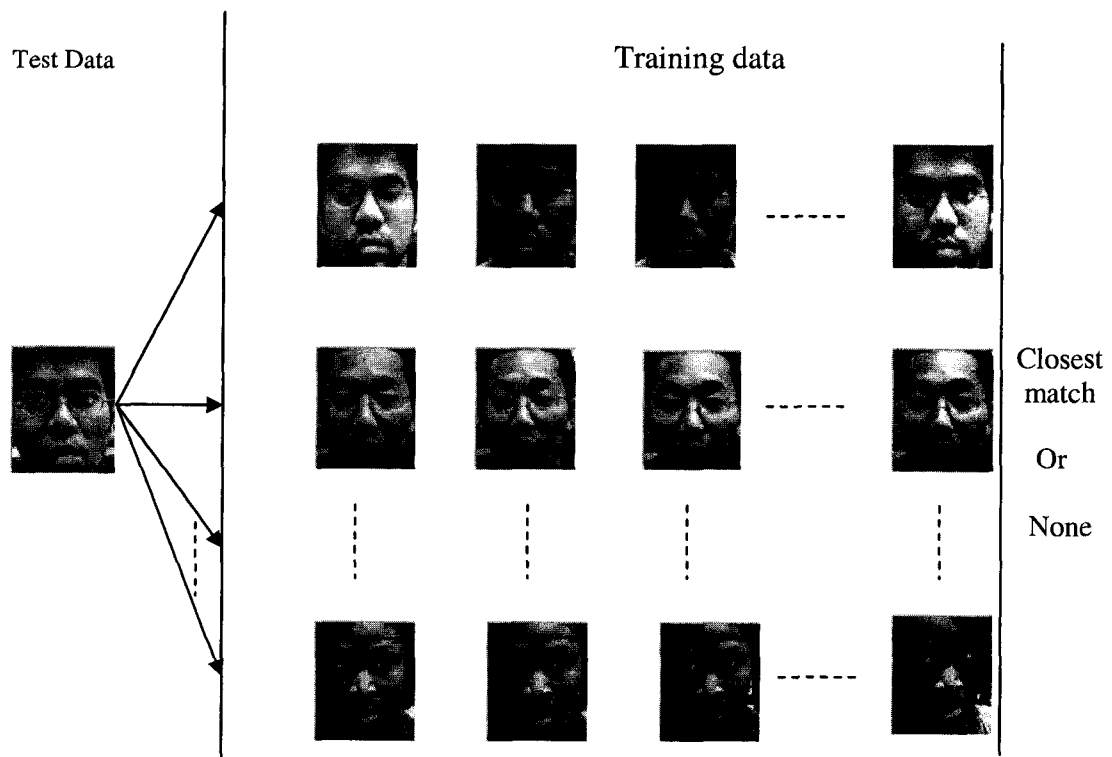 Test Data
Training data
Closest
match
Or
None